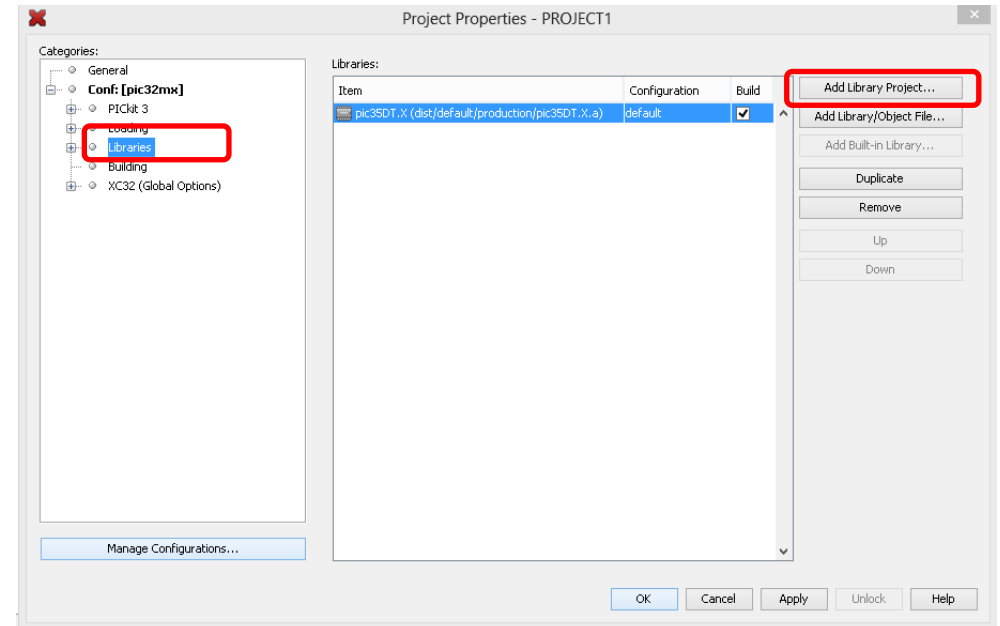 Project Properties - PROJECT1
Categories:
General
Conf: [pic32mx]
PICkit 3
Loading
Libraries
Building
XC32 (Global Options)
Manage Configurations...
Libraries:
Item Configuration Build
pic35DT.X (dist/default/production/pic35DT.X.a) default
Add Library Project...
Add Library/Object File...
Add Built-in Library...
Duplicate
Remove
Up
Down
OK Cancel Apply Unlock Help